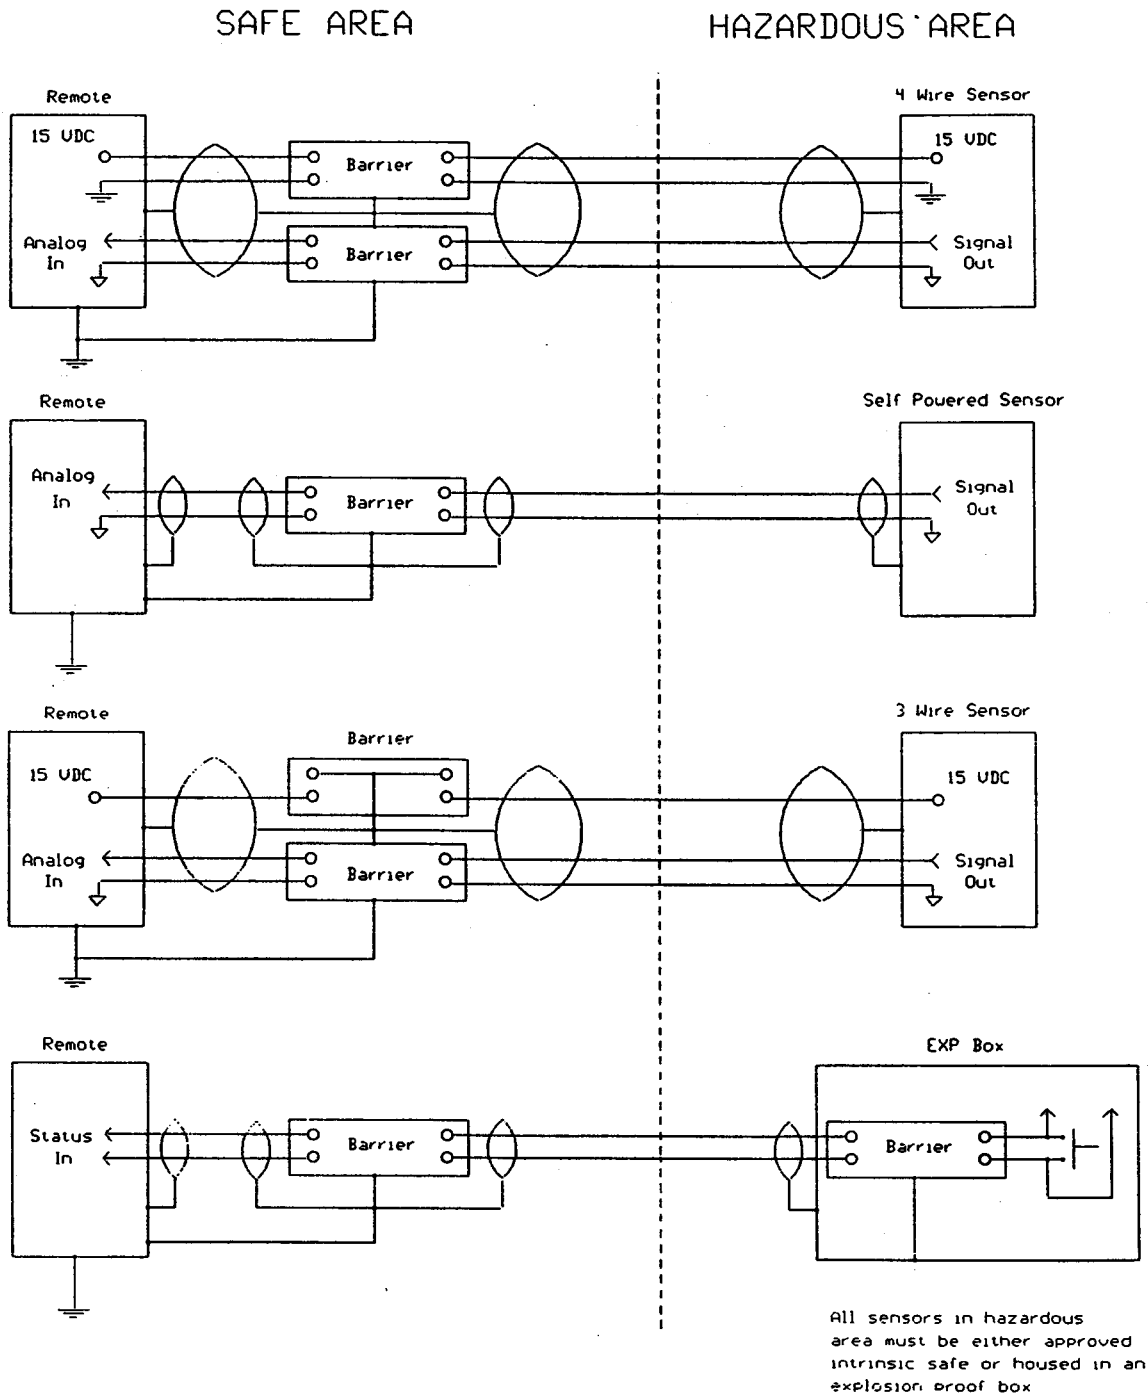 SAFE AREA
HAZARDOUS AREA
Remote
4 Wire Sensor
15 VDC
Barrier
15 VDC
Analog
In
Barrier
Signal
Out
Remote
Self Powered Sensor
Analog
In
Barrier
Signal
Out
Remote
3 Wire Sensor
Barrier
15 VDC
15 VDC
Analog
In
Barrier
Signal
Out
Remote
EXP Box
Status
In
Barrier
Barrier
All sensors in hazardous
area must be either approved
intrinsic safe or housed in an
explosion proof box